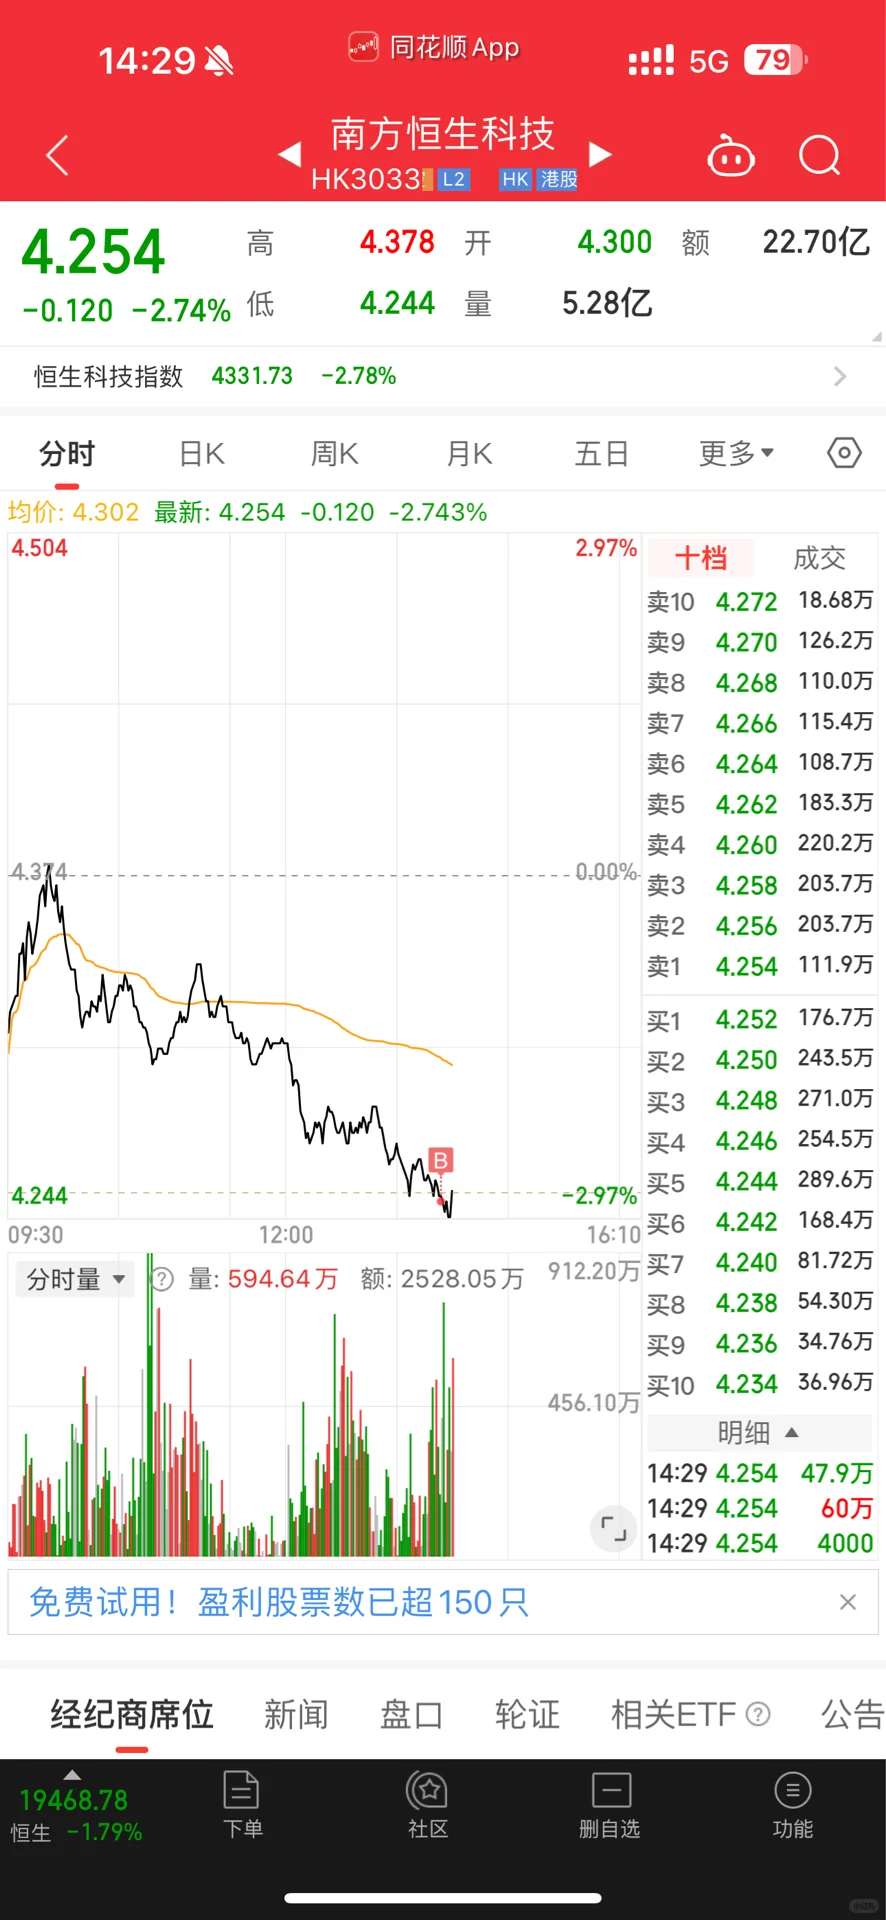 14:29
同花顺App
5G 79
南方恒生科技
HK3033 L2 HK 港股
4.254
-0.120 -2.74%
高 4.378 开 4.300 额 22.70亿
低 4.244 量 5.28亿
恒生科技指数 4331.73 -2.78%
分时 日K 周K 月K 五日 更多
均价: 4.302 最新: 4.254 -0.120 -2.743%
4.504 2.97%
4.374 0.00%
B
4.244 -2.97%
09:30 12:00 16:10
分时量 ? 量: 594.64万 额: 2528.05万 912.20万
456.10万
十档 成交
卖10 4.272 18.68万
卖9 4.270 126.2万
卖8 4.268 110.0万
卖7 4.266 115.4万
卖6 4.264 108.7万
卖5 4.262 183.3万
卖4 4.260 220.2万
卖3 4.258 203.7万
卖2 4.256 203.7万
卖1 4.254 111.9万
买1 4.252 176.7万
买2 4.250 243.5万
买3 4.248 271.0万
买4 4.246 254.5万
买5 4.244 289.6万
买6 4.242 168.4万
买7 4.240 81.72万
买8 4.238 54.30万
买9 4.236 34.76万
买10 4.234 36.96万
明细
14:29 4.254 47.9万
14:29 4.254 60万
14:29 4.254 4000
免费试用！盈利股票数已超150只
经纪商席位 新闻 盘口 轮证 相关ETF ? 公告
19468.78
恒生 -1.79%
下单 社区 删自选 功能